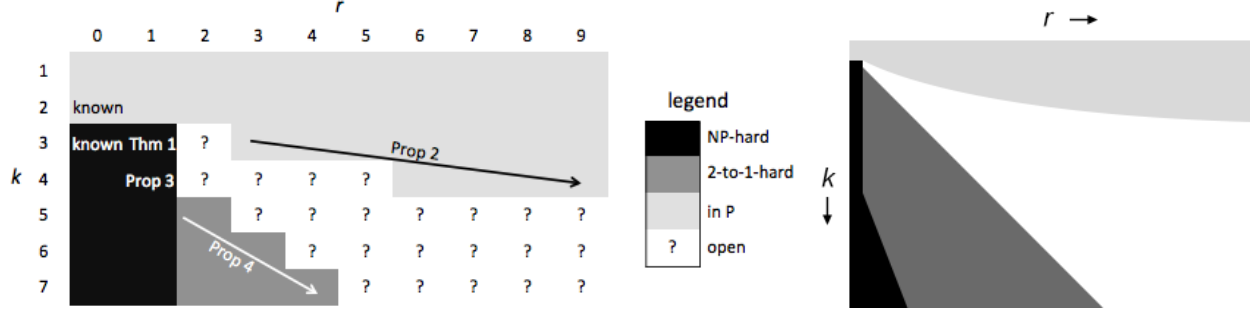 r
0 1 2 3 4 5 6 7 8 9
1
2 known
3 known Thm 1 ?
Prop 2
k
4 Prop 3 ? ? ? ?
5 ? ? ? ? ? ? ?
Prop 4
6 ? ? ? ? ? ?
7 ? ? ? ? ?
legend
NP-hard
2-to-1-hard
in P
? open
r
k